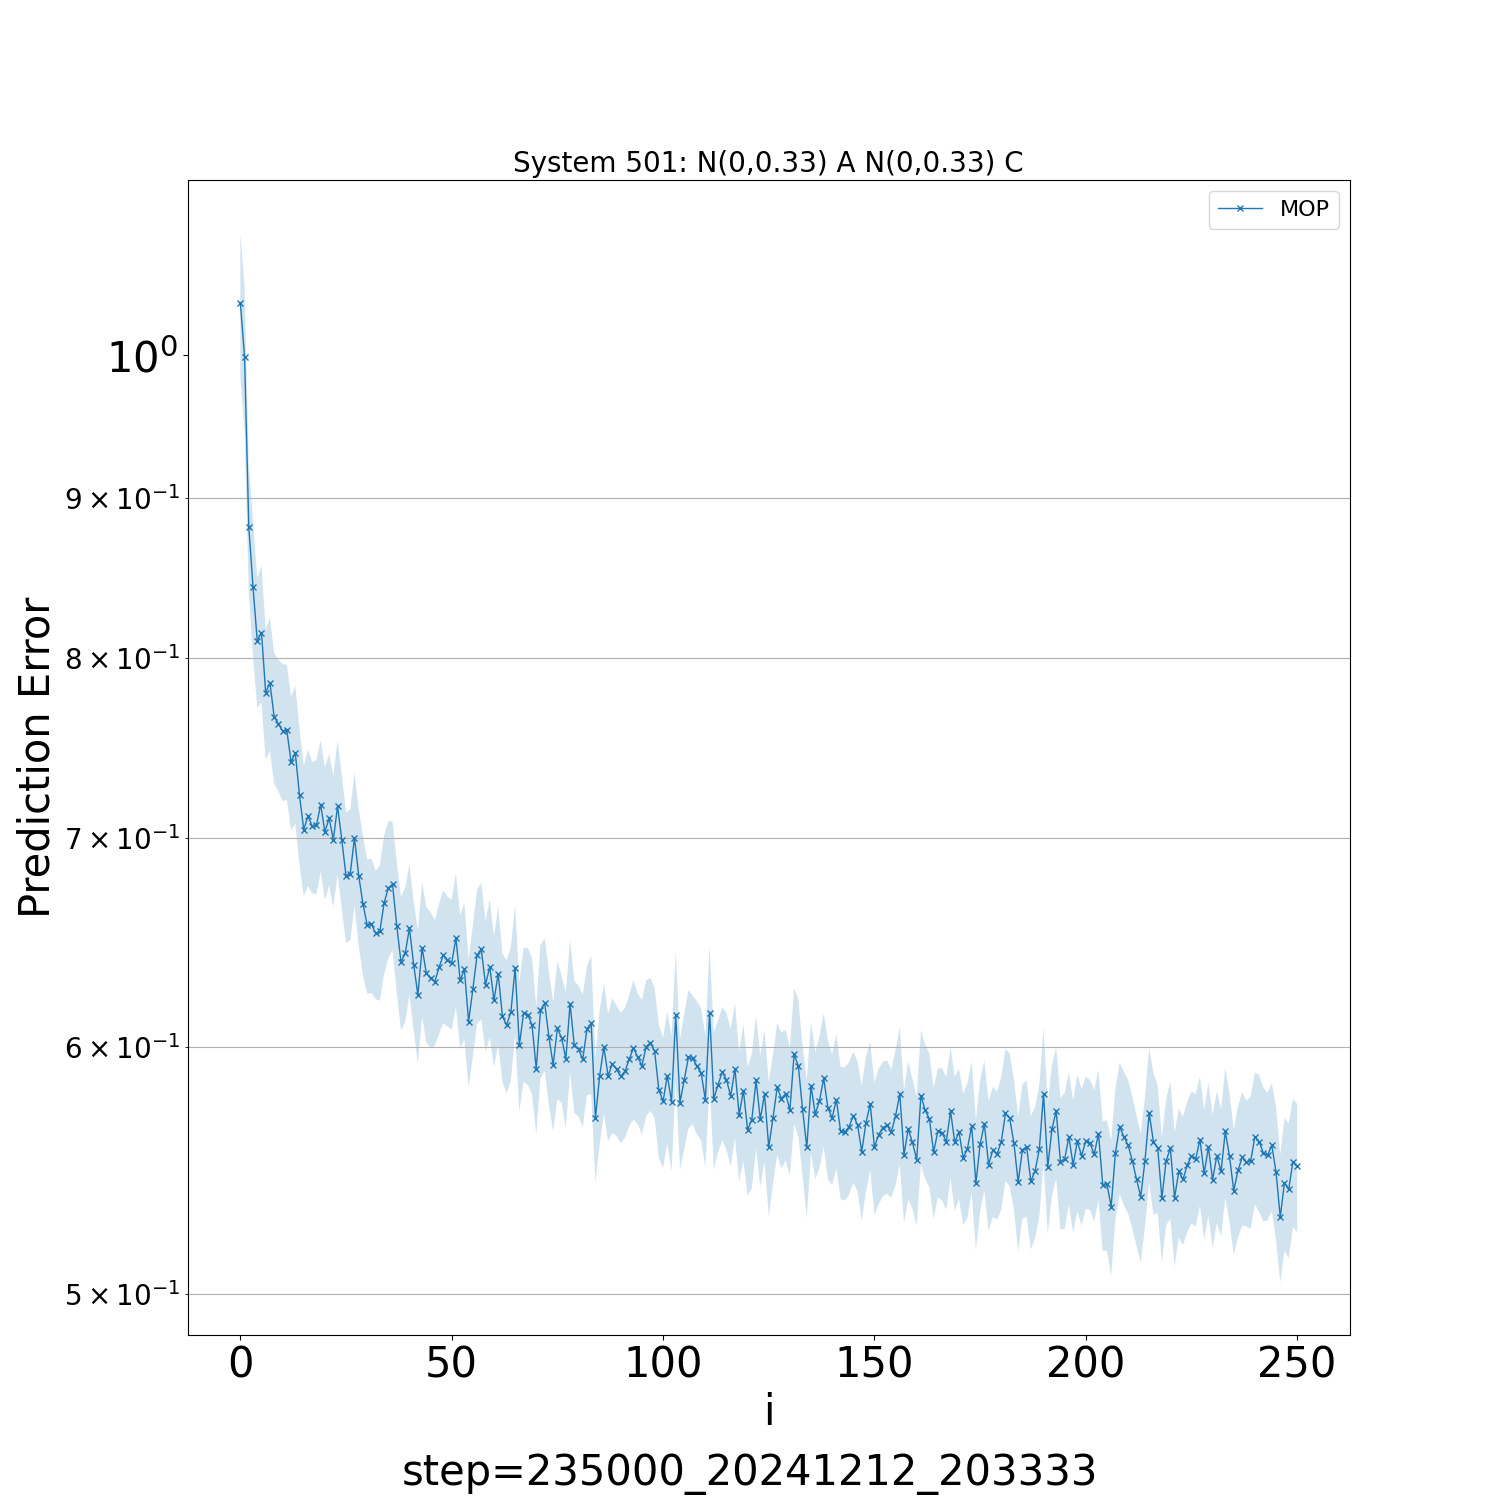 System 501: N(0,0.33) A N(0,0.33) C
MOP
10⁰
9 × 10⁻¹
8 × 10⁻¹
7 × 10⁻¹
6 × 10⁻¹
5 × 10⁻¹
Prediction Error
0 50 100 150 200 250
i
step=235000_20241212_203333